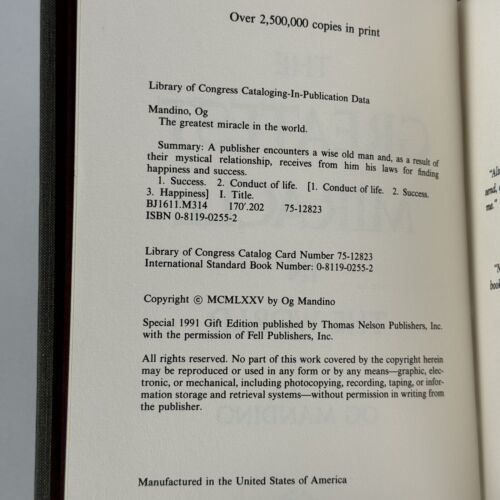 Over 2,500,000 copies in print
Library of Congress Cataloging-In-Publication Data
Mandino, Og
The greatest miracle in the world.
Summary: A publisher encounters a wise old man and, as a result of
their mystical relationship, receives from him his laws for finding
happiness and success.
1. Success. 2. Conduct of life. [1. Conduct of life. 2. Success.
3. Happiness] I. Title.
BJ1611.M314 170'.202 75-12823
ISBN 0-8119-0255-2
Library of Congress Catalog Card Number 75-12823
International Standard Book Number: 0-8119-0255-2
Copyright © MCMLXXV by Og Mandino
Special 1991 Gift Edition published by Thomas Nelson Publishers, Inc.
with the permission of Fell Publishers, Inc.
All rights reserved. No part of this work covered by the copyright herein
may be reproduced or used in any form or by any means—graphic, elec-
tronic, or mechanical, including photocopying, recording, taping, or infor-
mation storage and retrieval systems—without permission in writing from
the publisher.
Manufactured in the United States of America
me."
book